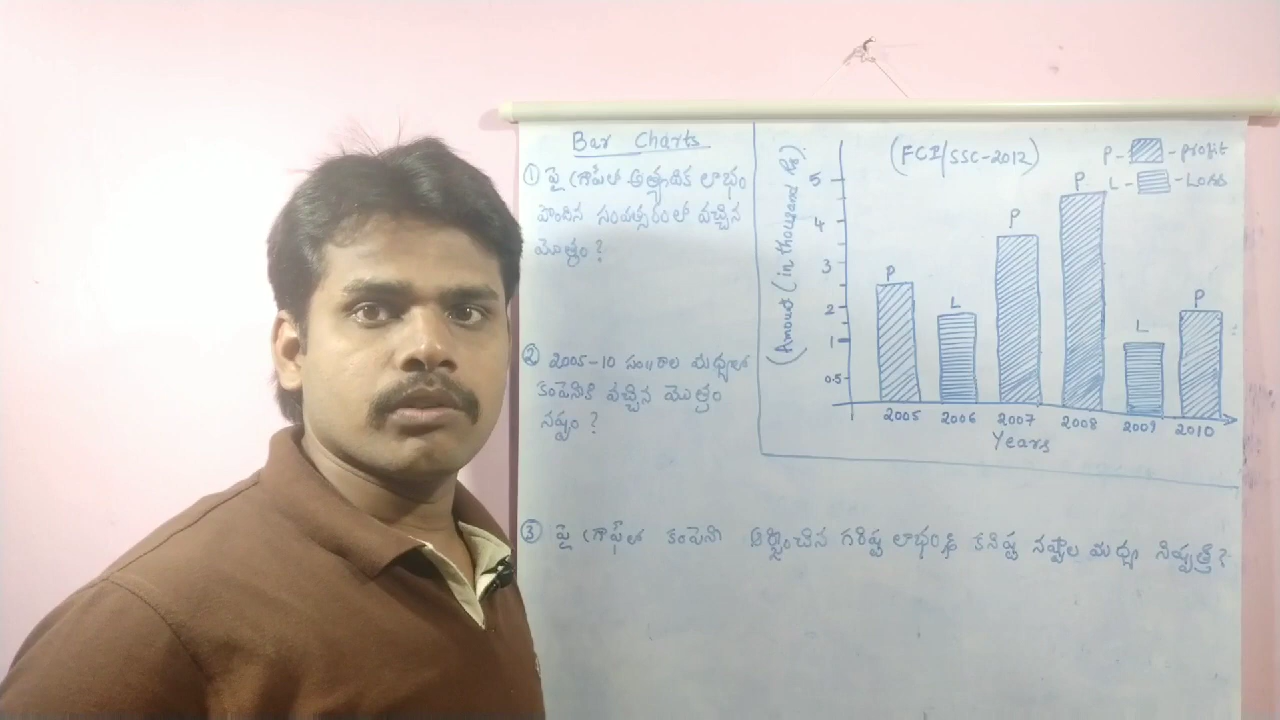 Bar Charts
① పై గ్రాఫ్‌లో అత్యధిక లాభం
పొందిన సంవత్సరంలో వచ్చిన
మొత్తం ?
② 2005-10 సం॥రాల మధ్యలో
కంపెనీకి వచ్చిన మొత్తం
నష్టం ?
③ పై గ్రాఫ్‌లో కంపెనీ ఆర్జించిన గరిష్ట లాభం& కనిష్ట నష్టాల మధ్య నిష్పత్తి ?
(FCI/SSC-2012)
P - - profit
L - - Loss
(Amount (in thousand Rs)
5
4
3
2
1
0.5
P
L
P
P
L
P
2005 2006 2007 2008 2009 2010
Years